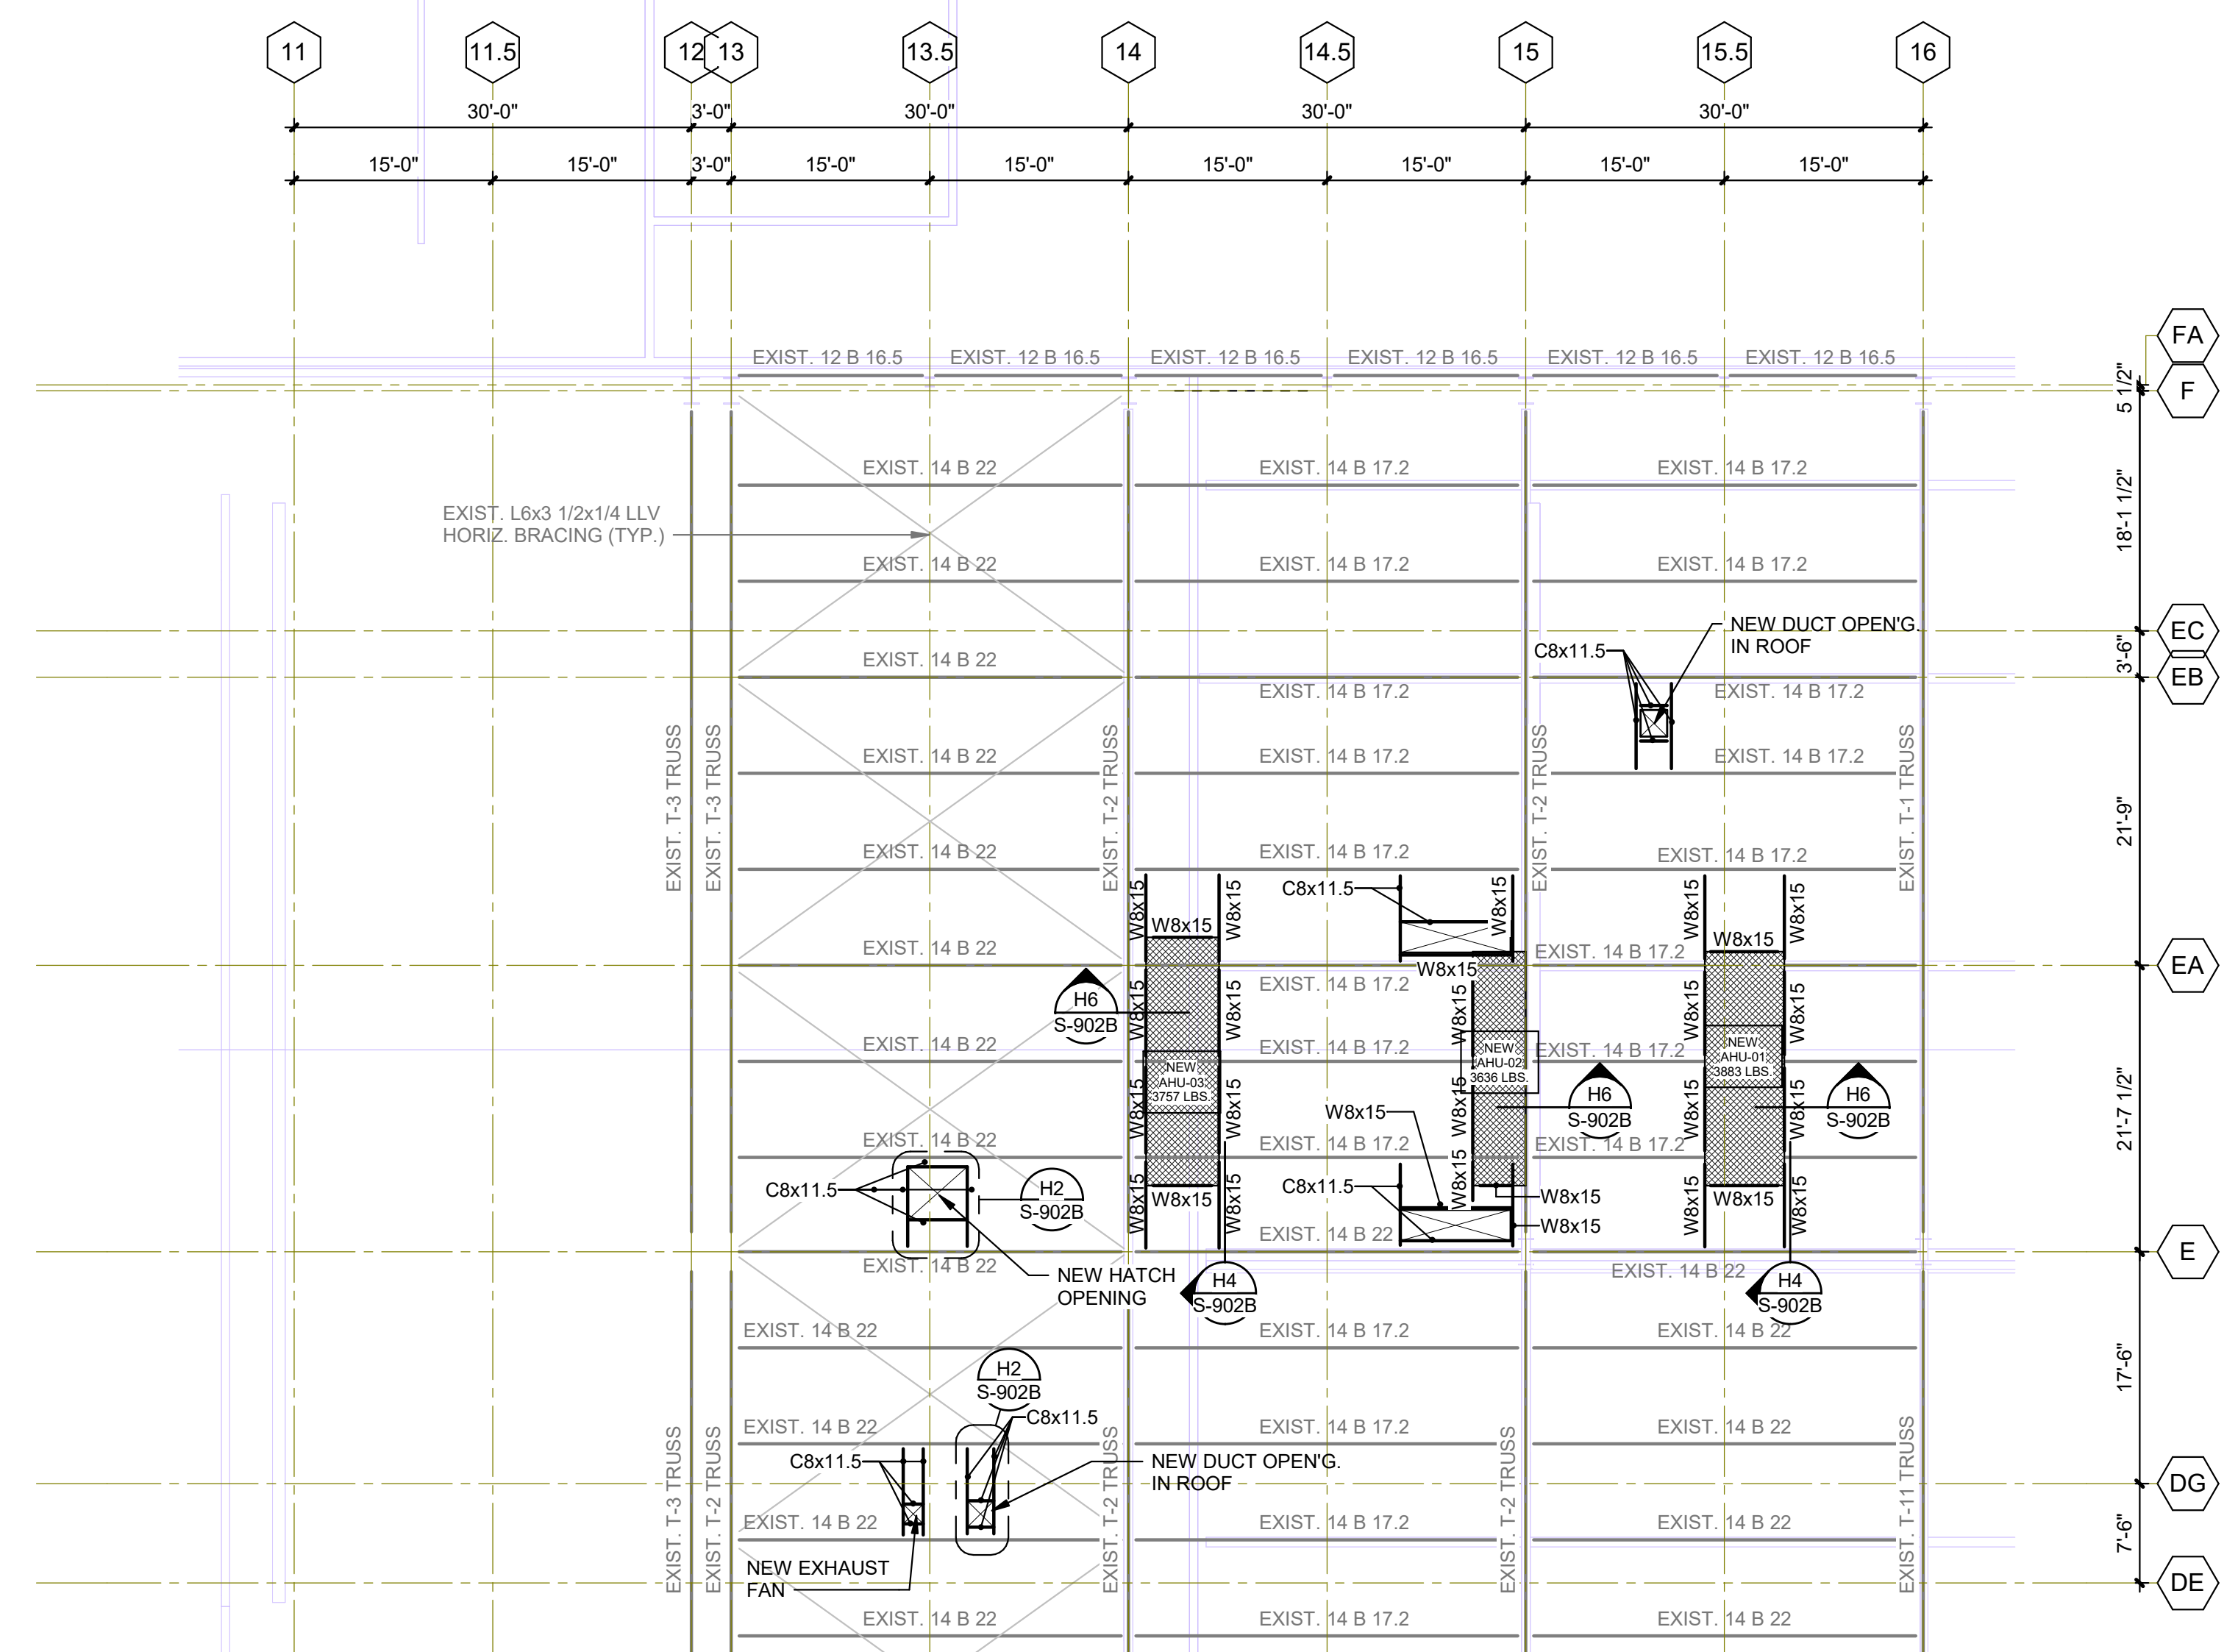 11 11.5 12 13 13.5 14 14.5 15 15.5 16
30'-0" 3'-0" 30'-0" 30'-0" 30'-0"
15'-0" 15'-0" 3'-0" 15'-0" 15'-0" 15'-0" 15'-0" 15'-0" 15'-0"
FA
EXIST. 12 B 16.5 EXIST. 12 B 16.5 EXIST. 12 B 16.5 EXIST. 12 B 16.5 EXIST. 12 B 16.5 EXIST. 12 B 16.5
5 1/2"
F
EXIST. 14 B 22 EXIST. 14 B 17.2 EXIST. 14 B 17.2
18'-1 1/2"
EXIST. L6x3 1/2x1/4 LLV
HORIZ. BRACING (TYP.)
EXIST. 14 B 22 EXIST. 14 B 17.2 EXIST. 14 B 17.2
NEW DUCT OPEN'G.
IN ROOF
EC
C8x11.5
3'-6"
EXIST. 14 B 22
EB
EXIST. 14 B 17.2 EXIST. 14 B 17.2
EXIST. 14 B 22 EXIST. 14 B 17.2 EXIST. 14 B 17.2
EXIST. T-3 TRUSS
EXIST. T-3 TRUSS
EXIST. T-2 TRUSS
EXIST. T-2 TRUSS
EXIST. T-1 TRUSS
21'-9"
EXIST. 14 B 22 EXIST. 14 B 17.2 EXIST. 14 B 17.2
C8x11.5
W8x15
W8x15
W8x15
W8x15
W8x15
W8x15
W8x15
EXIST. 14 B 22
EXIST. 14 B 17.2
W8x15
EA
W8x15
EXIST. 14 B 17.2
H6
S-902B
W8x15
W8x15
W8x15
W8x15
W8x15
EXIST. 14 B 22 EXIST. 14 B 17.2 EXIST. 14 B 17.2
NEW
AHU-03
3757 LBS.
NEW
AHU-02
3636 LBS.
NEW
AHU-01
3883 LBS.
W8x15
W8x15
W8x15
W8x15
W8x15
W8x15
H6
S-902B
H6
S-902B
21'-7 1/2"
EXIST. 14 B 22 EXIST. 14 B 17.2 EXIST. 14 B 17.2
C8x11.5
H2
S-902B
W8x15
W8x15
W8x15
C8x11.5
W8x15
W8x15
W8x15
W8x15
W8x15
W8x15
EXIST. 14 B 22
E
EXIST. 14 B 22
EXIST. 14 B 22
NEW HATCH
OPENING
H4
S-902B
H4
S-902B
EXIST. 14 B 22 EXIST. 14 B 17.2 EXIST. 14 B 22
17'-6"
H2
S-902B
C8x11.5
EXIST. 14 B 22 EXIST. 14 B 17.2 EXIST. 14 B 22
C8x11.5
NEW DUCT OPEN'G.
IN ROOF
DG
EXIST. T-3 TRUSS
EXIST. T-2 TRUSS
EXIST. T-2 TRUSS
EXIST. T-2 TRUSS
EXIST. T-11 TRUSS
EXIST. 14 B 22 EXIST. 14 B 17.2 EXIST. 14 B 22
7'-6"
NEW EXHAUST
FAN
DE
EXIST. 14 B 22 EXIST. 14 B 17.2 EXIST. 14 B 22